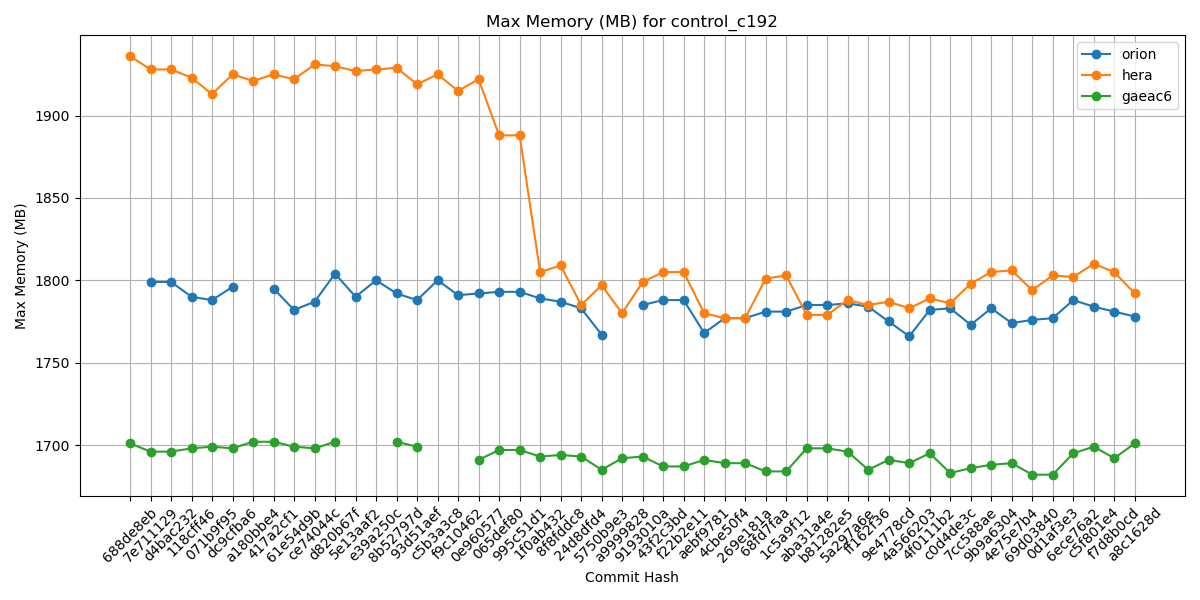 Max Memory (MB) for control_c192
orion
hera
gaeac6
Max Memory (MB)
1900
1850
1800
1750
1700
688de8eb
7e711129
d4bac232
118cff46
071b9f95
dc9cfba6
a180bbe4
417a2cf1
61e54d9b
ce74044c
d820b67f
5e13aaf2
e39a250c
8b52797d
93d51aef
c5b3a3c8
f9c10462
0e960577
065def80
995c51d1
1f0ab432
8f8fddc8
24d8dfd4
5750b9e3
a9999828
9193010a
43f2c3bd
f22b2e11
aebf9781
4cbe50f4
269e181a
68fd7faa
1c5a9f12
aba31a4e
b81282e5
5a297a6e
ff162f36
9e4778cd
4a566203
4f0111b2
c0d4de3c
7cc588ae
9b9a6304
4e75e7b4
69d03840
0d1af3e3
6ece76a2
c5f801e4
f7d8b0cd
a8c1628d
Commit Hash